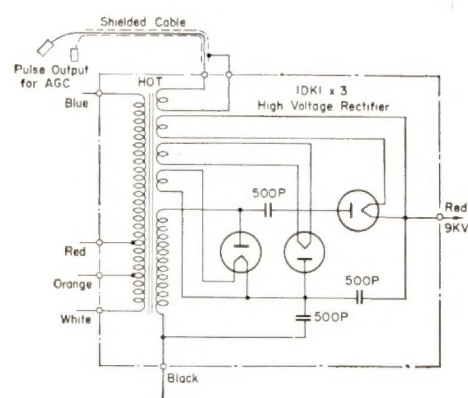 Shielded Cable
Pulse Output
for AGC
HOT
IDKI x 3
High Voltage Rectifier
Blue
500P
Red
9KV
Red
500P
Orange
500P
White
Black